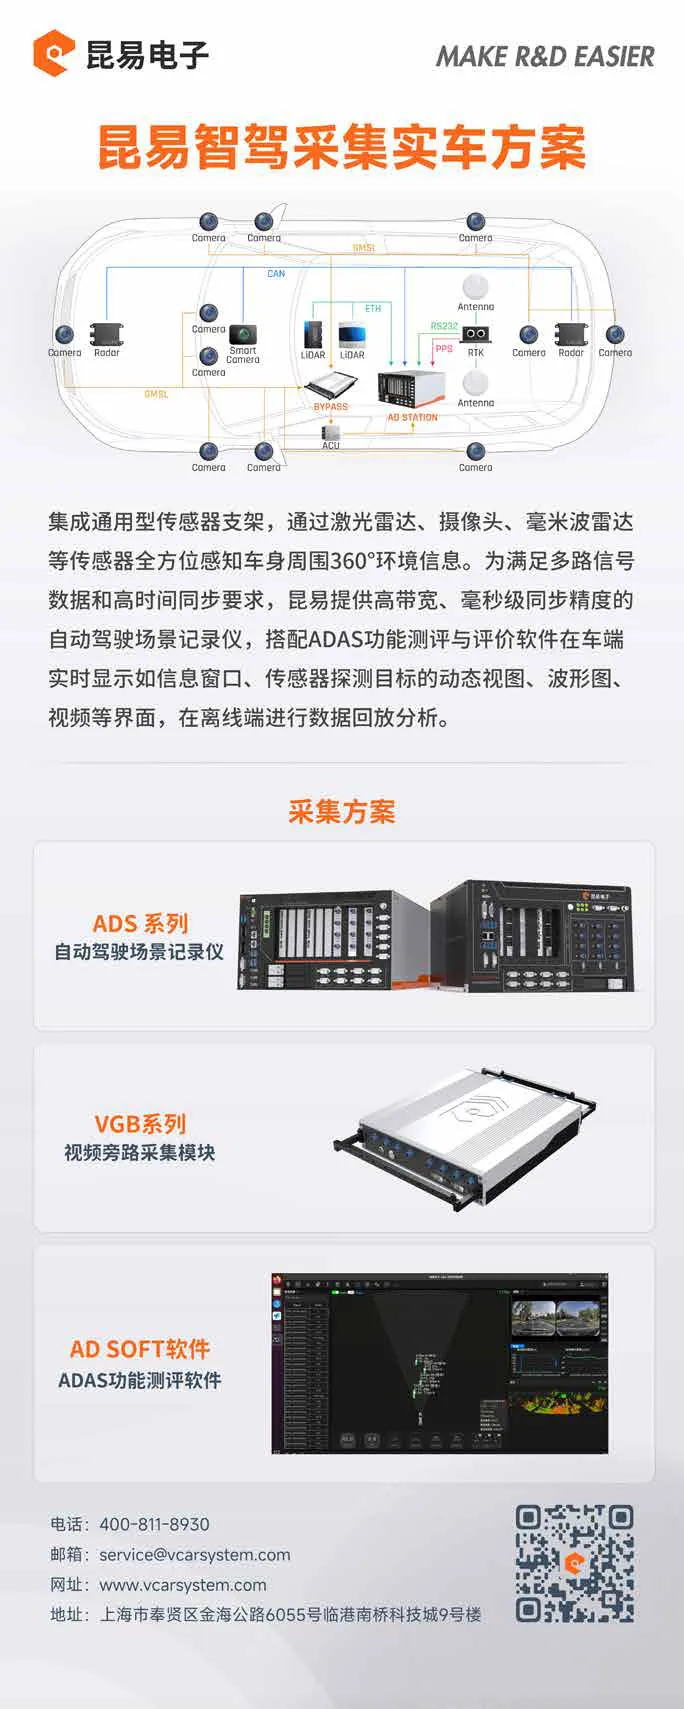 昆易电子
MAKE R&D EASIER
昆易智驾采集实车方案
Camera
Camera
Camera
GMSL
CAN
Antenna
ETH
Camera
RS232
Camera
Radar
Smart
Camera
LiDAR
LiDAR
PPS
RTK
Camera
Radar
Camera
Camera
GMSL
BYPASS
AD STATION
Antenna
ACU
Camera
Camera
Camera
集成通用型传感器支架，通过激光雷达、摄像头、毫米波雷达
等传感器全方位感知车身周围360°环境信息。为满足多路信号
数据和高时间同步要求，昆易提供高带宽、毫秒级同步精度的
自动驾驶场景记录仪，搭配ADAS功能测评与评价软件在车端
实时显示如信息窗口、传感器探测目标的动态视图、波形图、
视频等界面，在离线端进行数据回放分析。
采集方案
ADS 系列
自动驾驶场景记录仪
昆易电子
VGB系列
视频旁路采集模块
AD SOFT软件
ADAS功能测评软件
电话：400-811-8930
邮箱：service@vcarsystem.com
网址：www.vcarsystem.com
地址：上海市奉贤区金海公路6055号临港南桥科技城9号楼